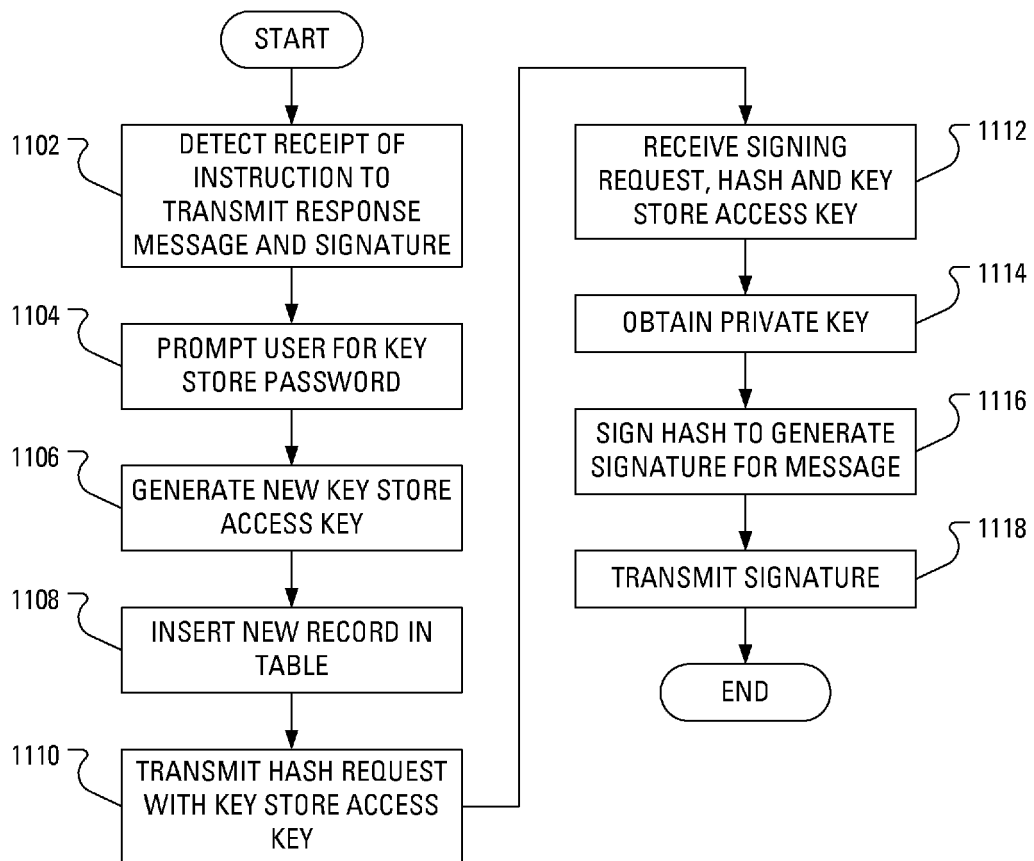 START
1102
DETECT RECEIPT OF
INSTRUCTION TO
TRANSMIT RESPONSE
MESSAGE AND SIGNATURE
1104
PROMPT USER FOR KEY
STORE PASSWORD
1106
GENERATE NEW KEY STORE
ACCESS KEY
1108
INSERT NEW RECORD IN
TABLE
1110
TRANSMIT HASH REQUEST
WITH KEY STORE ACCESS
KEY
1112
RECEIVE SIGNING
REQUEST, HASH AND KEY
STORE ACCESS KEY
1114
OBTAIN PRIVATE KEY
1116
SIGN HASH TO GENERATE
SIGNATURE FOR MESSAGE
1118
TRANSMIT SIGNATURE
END